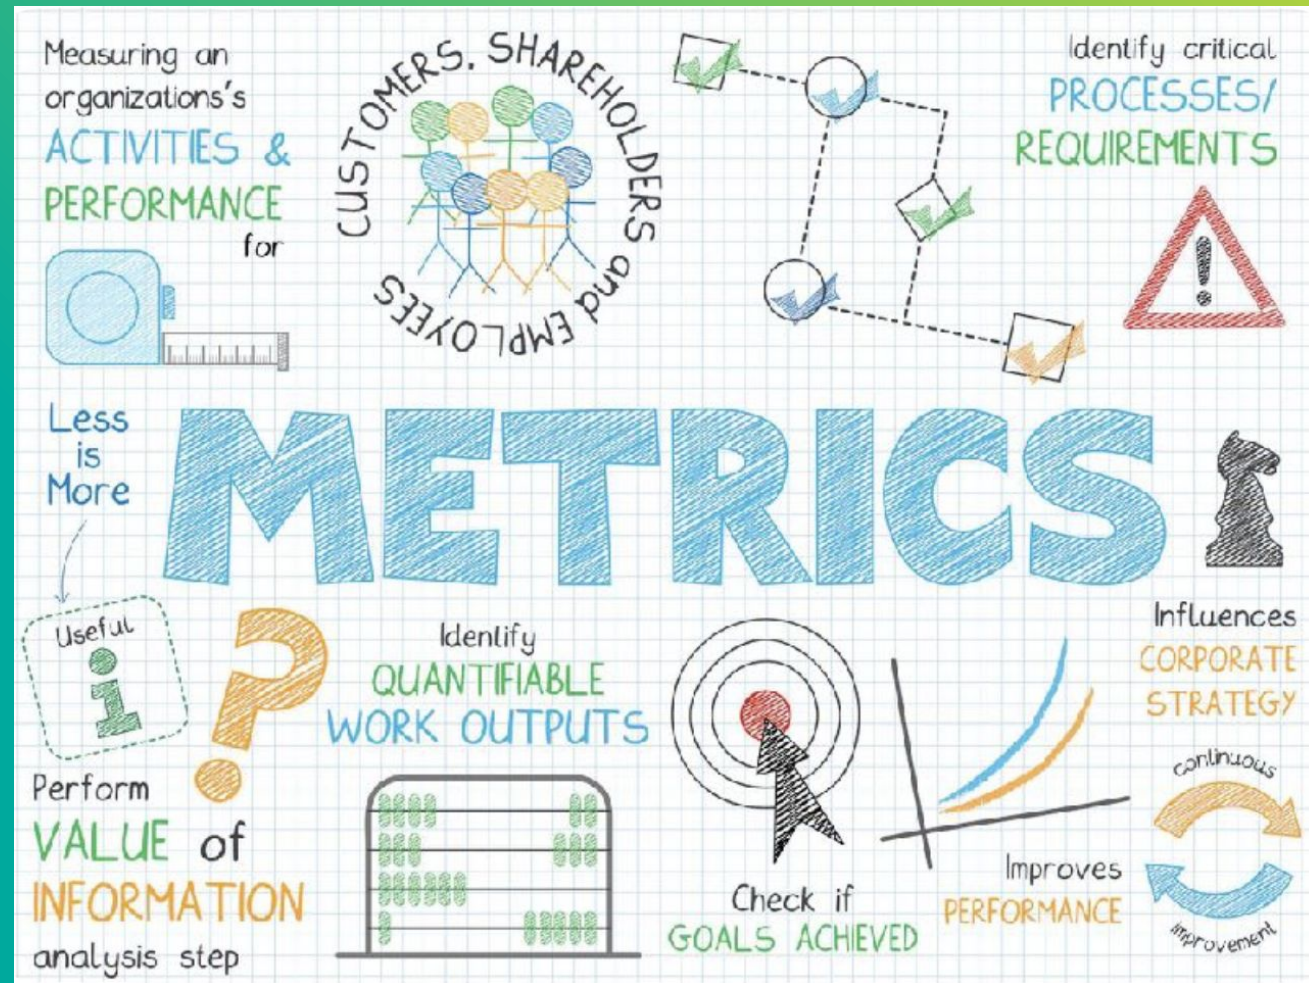 Measuring an
organizations's
ACTIVITIES &
PERFORMANCE
for
CUSTOMERS, SHAREHOLDERS and EMPLOYEES
Identify critical
PROCESSES/
REQUIREMENTS
!
Less
is
More
METRICS
Useful
i
?
Perform
VALUE of
INFORMATION
analysis step
Identify
QUANTIFIABLE
WORK OUTPUTS
Check if
GOALS ACHIEVED
Improves
PERFORMANCE
Influences
CORPORATE
STRATEGY
continuous
improvement